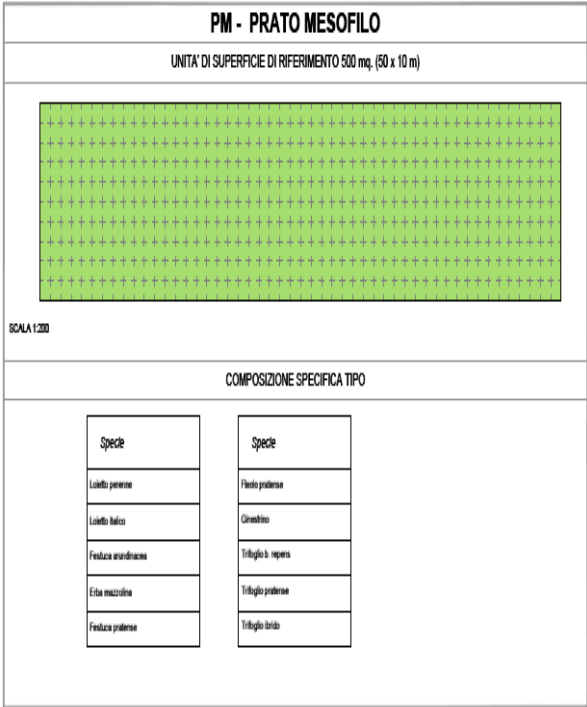 PM - PRATO MESOFILO
UNITA' DI SUPERFICIE DI RIFERIMENTO 500 mq. (50 x 10 m)
SCALA 1:200
COMPOSIZIONE SPECIFICA TIPO
Specie
Loietto perenne
Loietto italico
Festuca arundinacea
Erba mazzolina
Festuca pratense
Specie
Fleolo pratense
Ginestrino
Trifoglio b. repens
Trifoglio pratense
Trifoglio ibrido